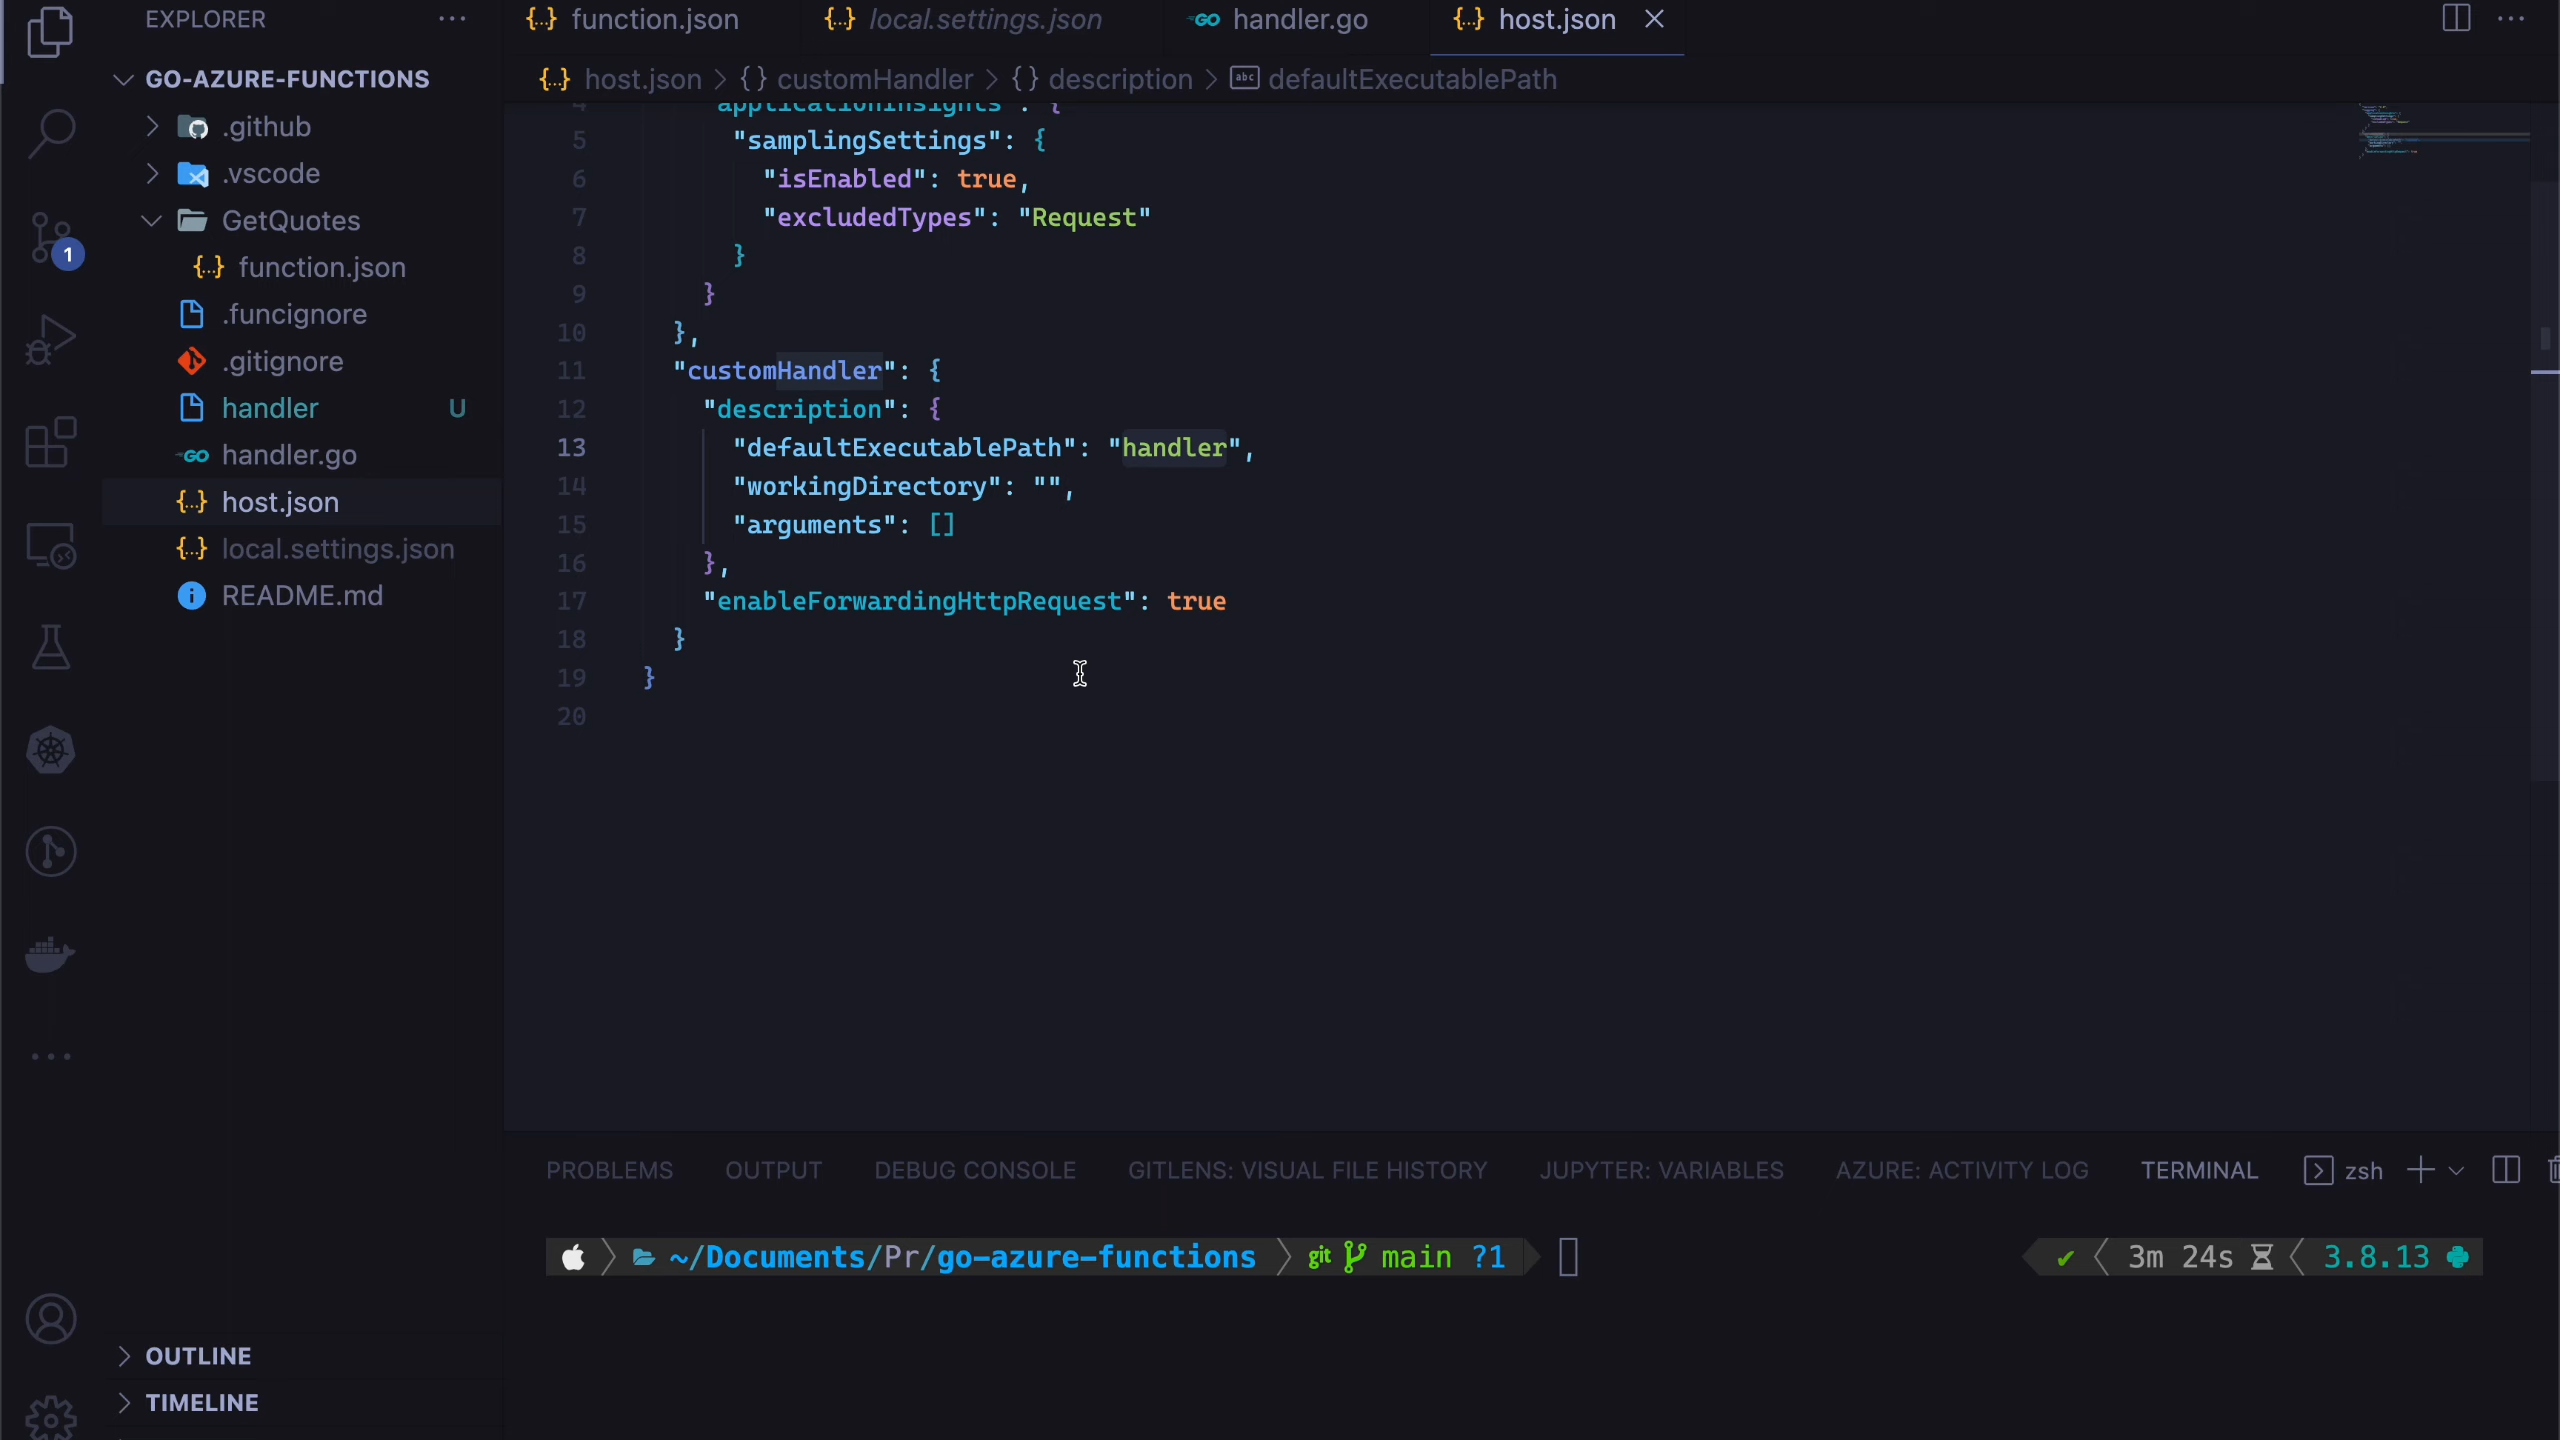 EXPLORER
GO-AZURE-FUNCTIONS
.github
.vscode
GetQuotes
function.json
.funcignore
.gitignore
handler U
handler.go
host.json
local.settings.json
README.md
OUTLINE
TIMELINE
1
function.json local.settings.json handler.go host.json
host.json > customHandler > description > defaultExecutablePath
4 "applicationInsights": {
5 "samplingSettings": {
6 "isEnabled": true,
7 "excludedTypes": "Request"
8 }
9 }
10 },
11 "customHandler": {
12 "description": {
13 "defaultExecutablePath": "handler",
14 "workingDirectory": "",
15 "arguments": []
16 },
17 "enableForwardingHttpRequest": true
18 }
19 }
20
PROBLEMS OUTPUT DEBUG CONSOLE GITLENS: VISUAL FILE HISTORY JUPYTER: VARIABLES AZURE: ACTIVITY LOG TERMINAL zsh
~/Documents/Pr/go-azure-functions git main ?1 ✔ 3m 24s 3.8.13